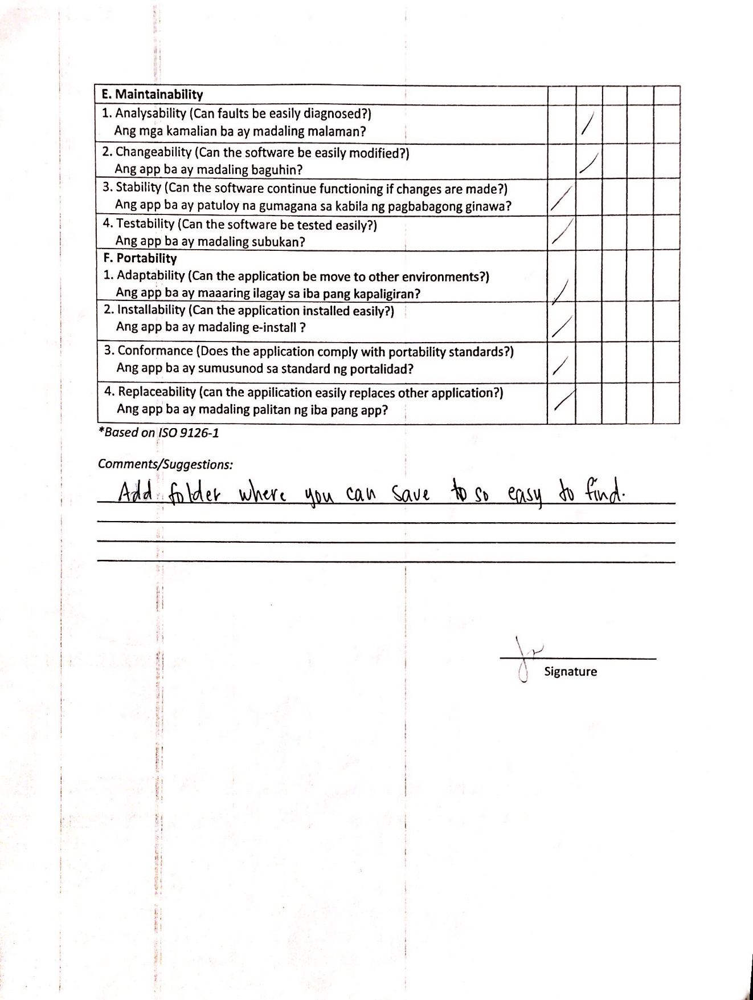 E. Maintainability
1. Analysability (Can faults be easily diagnosed?)
Ang mga kamalian ba ay madaling malaman?
2. Changeability (Can the software be easily modified?)
Ang app ba ay madaling baguhin?
3. Stability (Can the software continue functioning if changes are made?)
Ang app ba ay patuloy na gumagana sa kabila ng pagbabagong ginawa?
4. Testability (Can the software be tested easily?)
Ang app ba ay madaling subukan?
F. Portability
1. Adaptability (Can the application be move to other environments?)
Ang app ba ay maaaring ilagay sa iba pang kapaligiran?
2. Installability (Can the application installed easily?)
Ang app ba ay madaling e-install ?
3. Conformance (Does the application comply with portability standards?)
Ang app ba ay sumusunod sa standard ng portalidad?
4. Replaceability (can the appilication easily replaces other application?)
Ang app ba ay madaling palitan ng iba pang app?
*Based on ISO 9126-1
Comments/Suggestions:
Add folder where you can save to so easy to find.
Signature